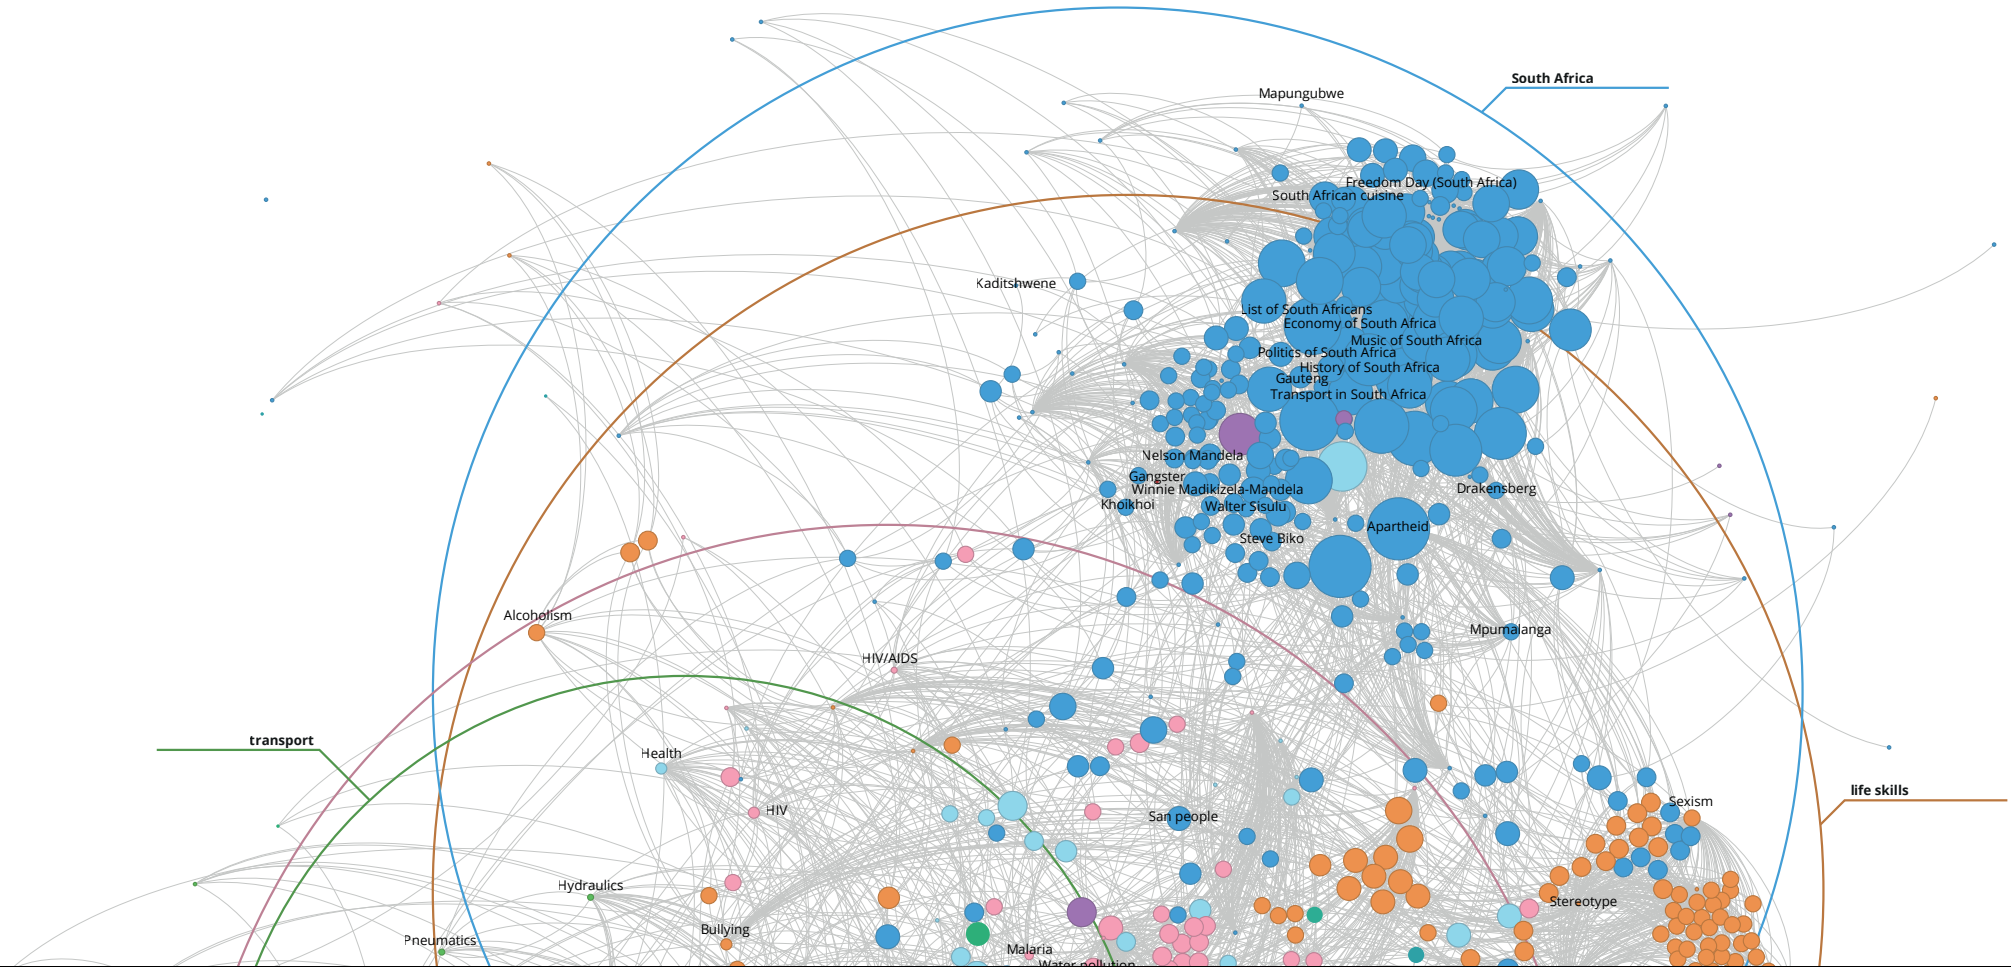 South Africa
Mapungubwe
Freedom Day (South Africa)
South African cuisine
Kaditshwene
List of South Africans
Economy of South Africa
Music of South Africa
Politics of South Africa
History of South Africa
Gauteng
Transport in South Africa
Nelson Mandela
Gangster
Winnie Madikizela-Mandela
Drakensberg
Khoikhoi
Walter Sisulu
Apartheid
Steve Biko
Alcoholism
Mpumalanga
HIV/AIDS
transport
Health
life skills
Sexism
HIV
San people
Hydraulics
Stereotype
Bullying
Pneumatics
Malaria
Water pollution